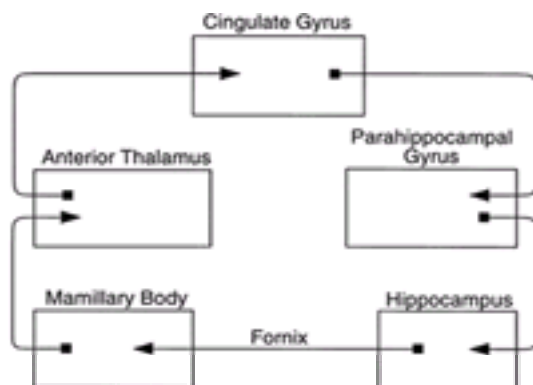 Cingulate Gyrus
Anterior Thalamus
Parahippocampal
Gyrus
Mamillary Body
Hippocampus
Fornix